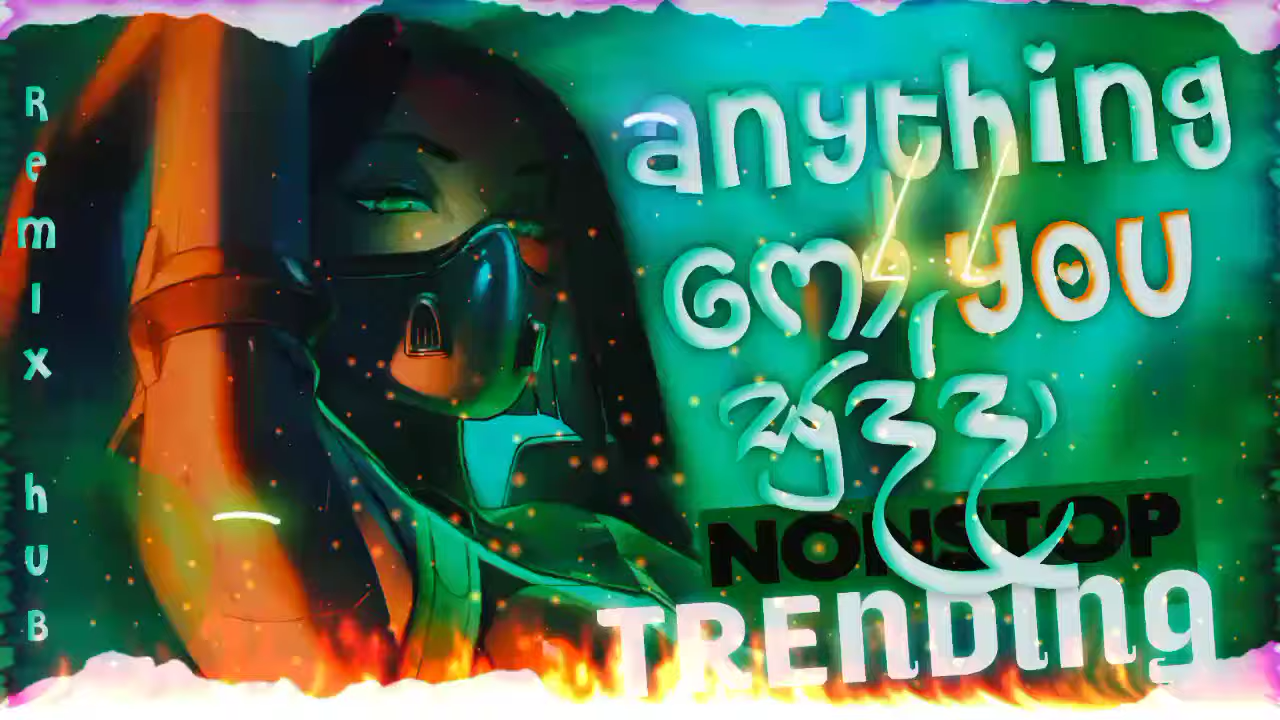 Remix huB
anything
you
සුද්දා
NONSTOP
TRENDing